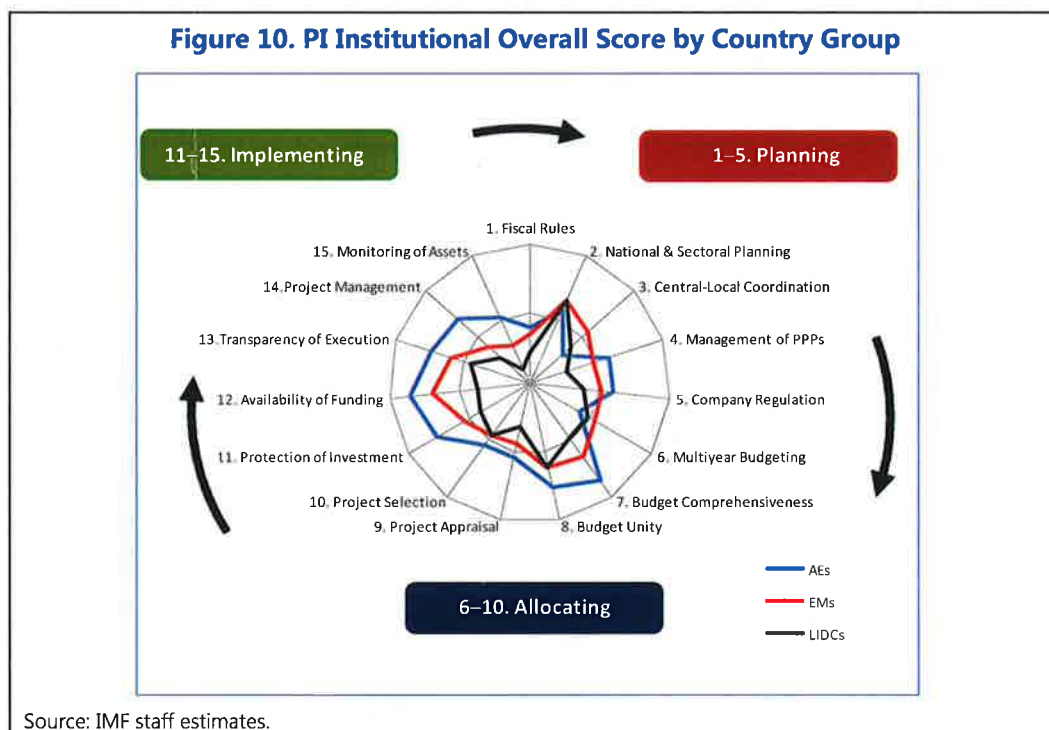 Figure 10. PI Institutional Overall Score by Country Group
11–15. Implementing
1–5. Planning
1. Fiscal Rules
15. Monitoring of Assets
2. National & Sectoral Planning
14. Project Management
3. Central-Local Coordination
13. Transparency of Execution
4. Management of PPPs
12. Availability of Funding
5. Company Regulation
11. Protection of Investment
6. Multiyear Budgeting
10. Project Selection
7. Budget Comprehensiveness
9. Project Appraisal
8. Budget Unity
AEs
6–10. Allocating
EMs
LIDCs
Source: IMF staff estimates.